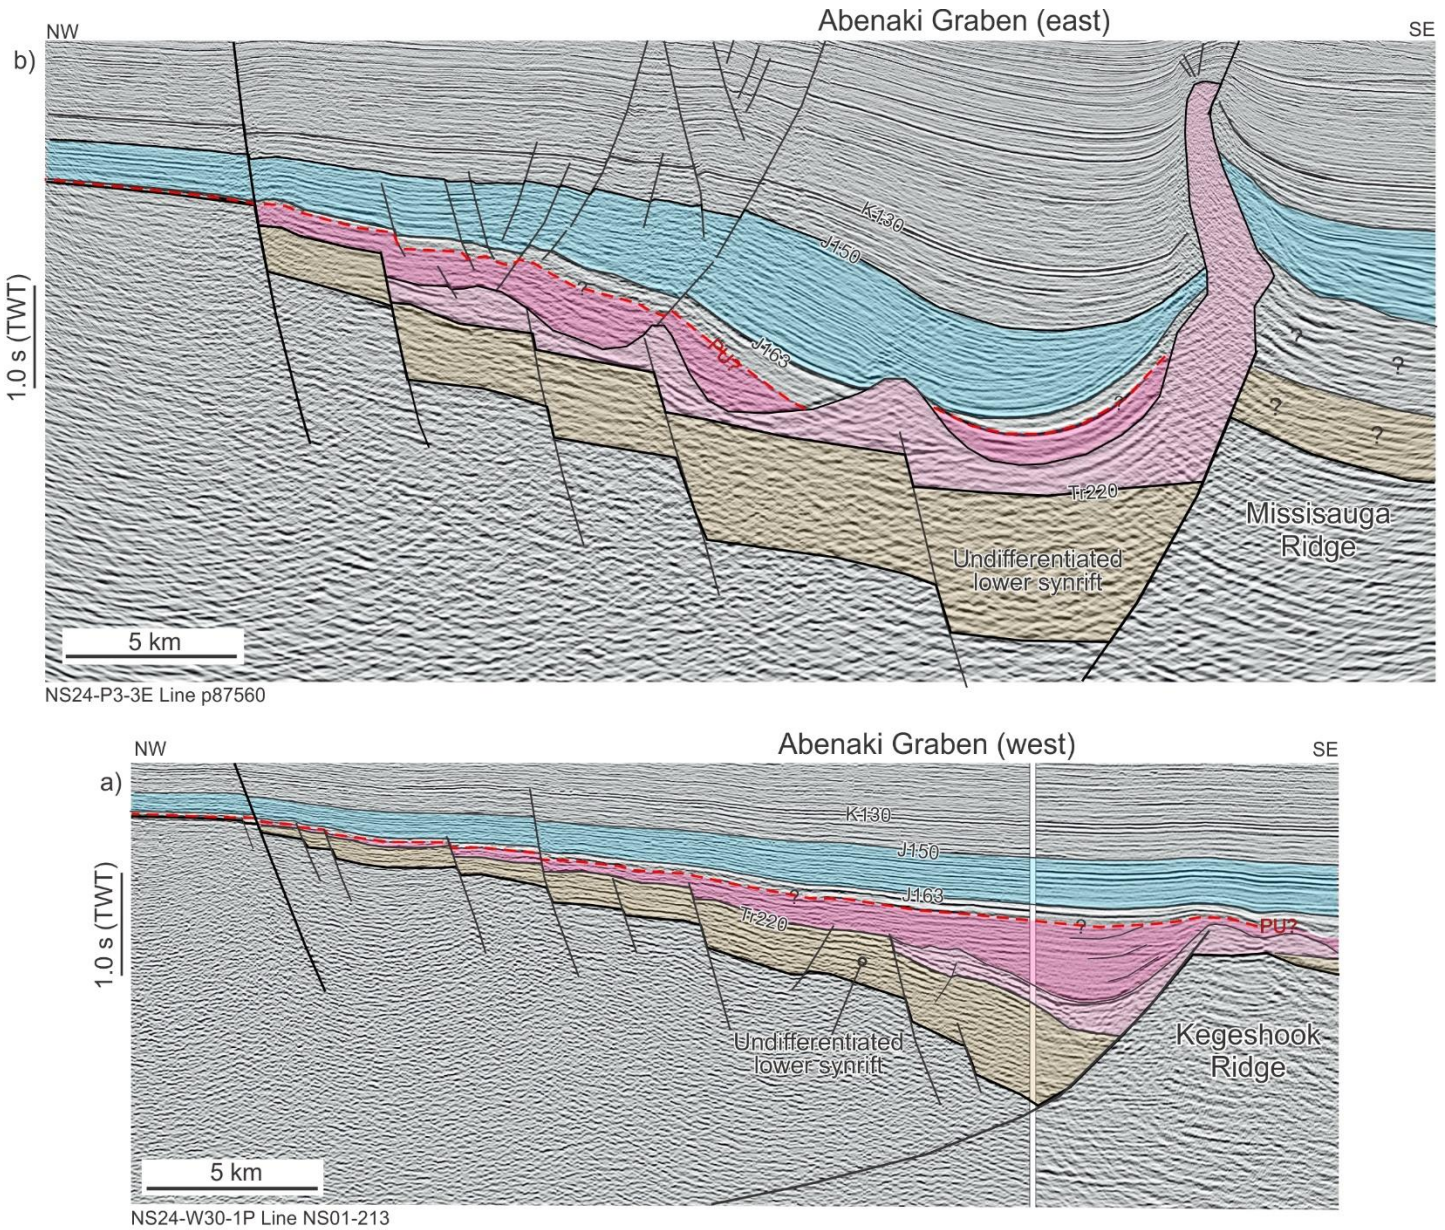 Abenaki Graben (east)
NW
SE
b)
K130
J150
J163
PU?
?
?
?
?
?
?
Tr220
Undifferentiated
lower synrift
Missisauga
Ridge
1.0 s (TWT)
5 km
NS24-P3-3E Line p87560
Abenaki Graben (west)
NW
SE
a)
K130
J150
J163
?
?
PU?
Tr220
Undifferentiated
lower synrift
Kegeshook
Ridge
1.0 s (TWT)
5 km
NS24-W30-1P Line NS01-213